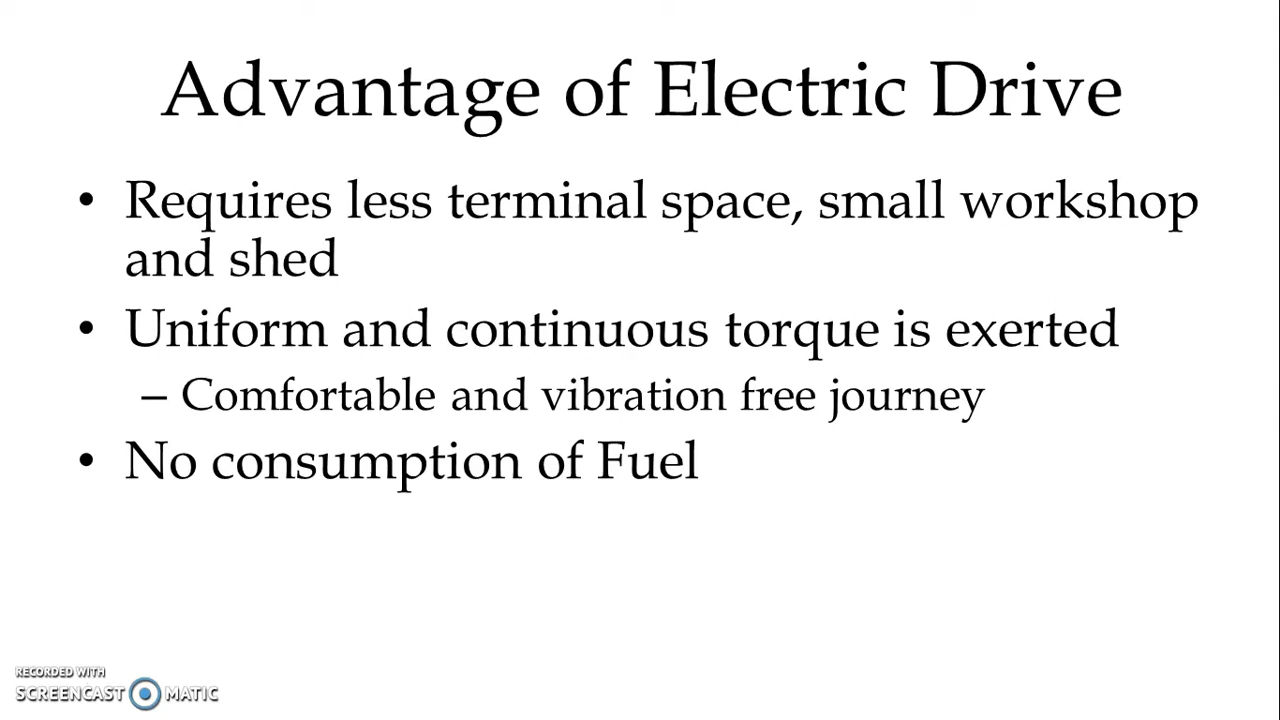 Advantage of Electric Drive
• Requires less terminal space, small workshop
and shed
• Uniform and continuous torque is exerted
– Comfortable and vibration free journey
• No consumption of Fuel
RECORDED WITH
SCREENCAST MATIC